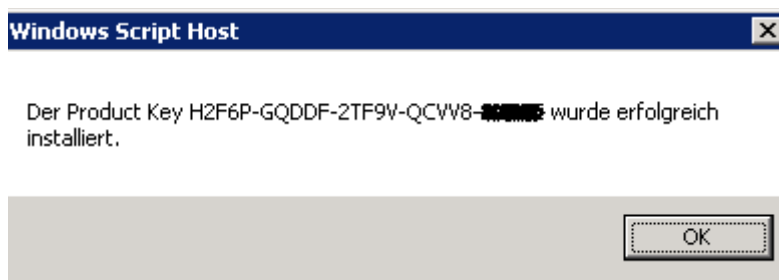 Windows Script Host
Der Product Key H2F6P-GQDDF-2TF9V-QCVV8- wurde erfolgreich
installiert.
OK